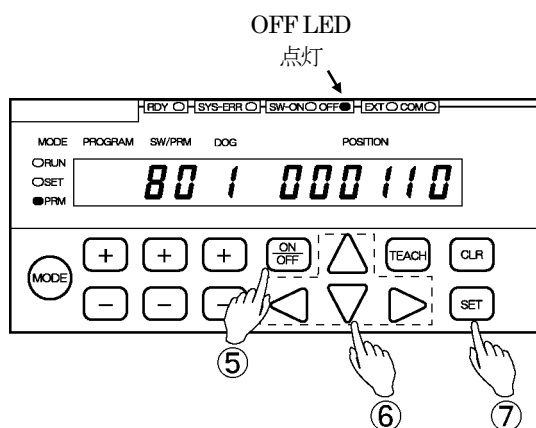 OFF LED
点灯
RDY SYS-ERR SW-ON OFF EXT COM
MODE PROGRAM SW/PRM DOG POSITION
RUN
SET
PRM
80 1 000110
MODE + + + ON/OFF TEACH CLR
- - - SET
⑤
⑥
⑦